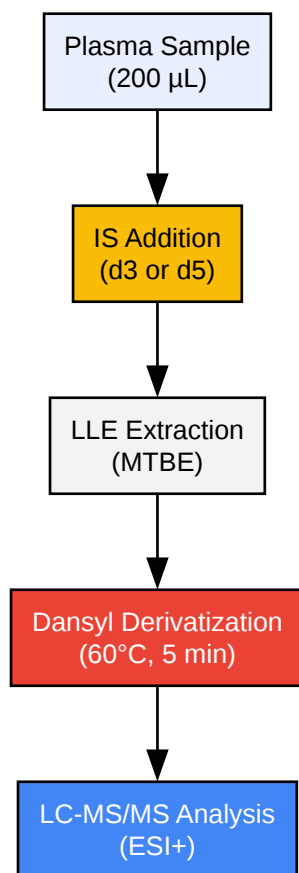 Plasma Sample
(200 µL)
IS Addition
(d3 or d5)
LLE Extraction
(MTBE)
Dansyl Derivatization
(60°C, 5 min)
LC-MS/MS Analysis
(ESI+)